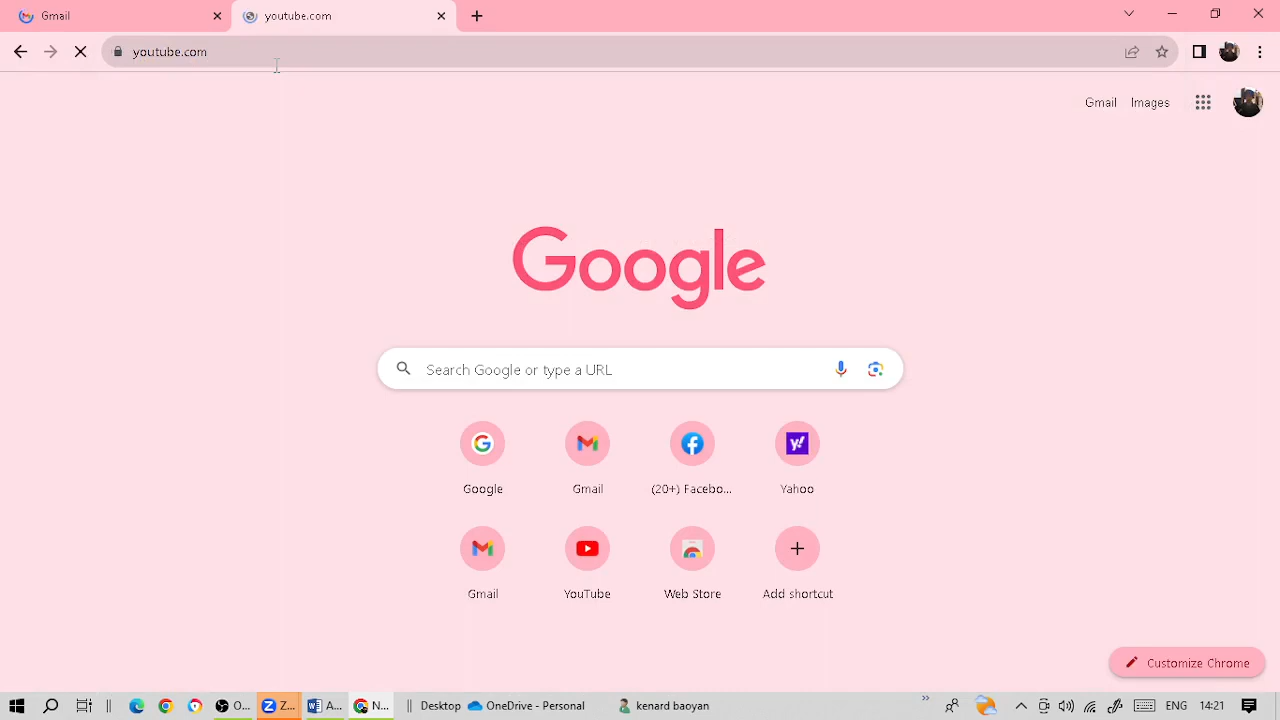 Gmail
youtube.com
youtube.com
Gmail Images
Google
Search Google or type a URL
Google Gmail (20+) Facebo... Yahoo
Gmail YouTube Web Store Add shortcut
Customize Chrome
O... Z... A... N... Desktop OneDrive - Personal kenard baoyan ENG 14:21